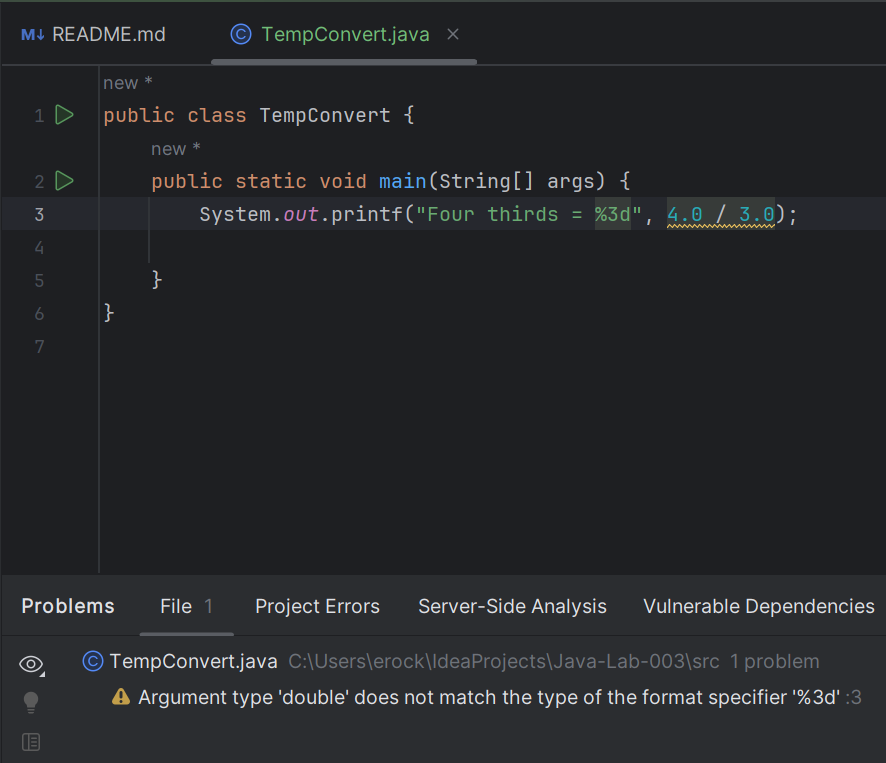 M↓ README.md © TempConvert.java ×
new *
1 public class TempConvert {
new *
2 public static void main(String[] args) {
3 System.out.printf("Four thirds = %3d", 4.0 / 3.0);
4
5 }
6 }
7
Problems File 1 Project Errors Server-Side Analysis Vulnerable Dependencies
© TempConvert.java C:\Users\erock\IdeaProjects\Java-Lab-003\src 1 problem
Argument type 'double' does not match the type of the format specifier '%3d' :3